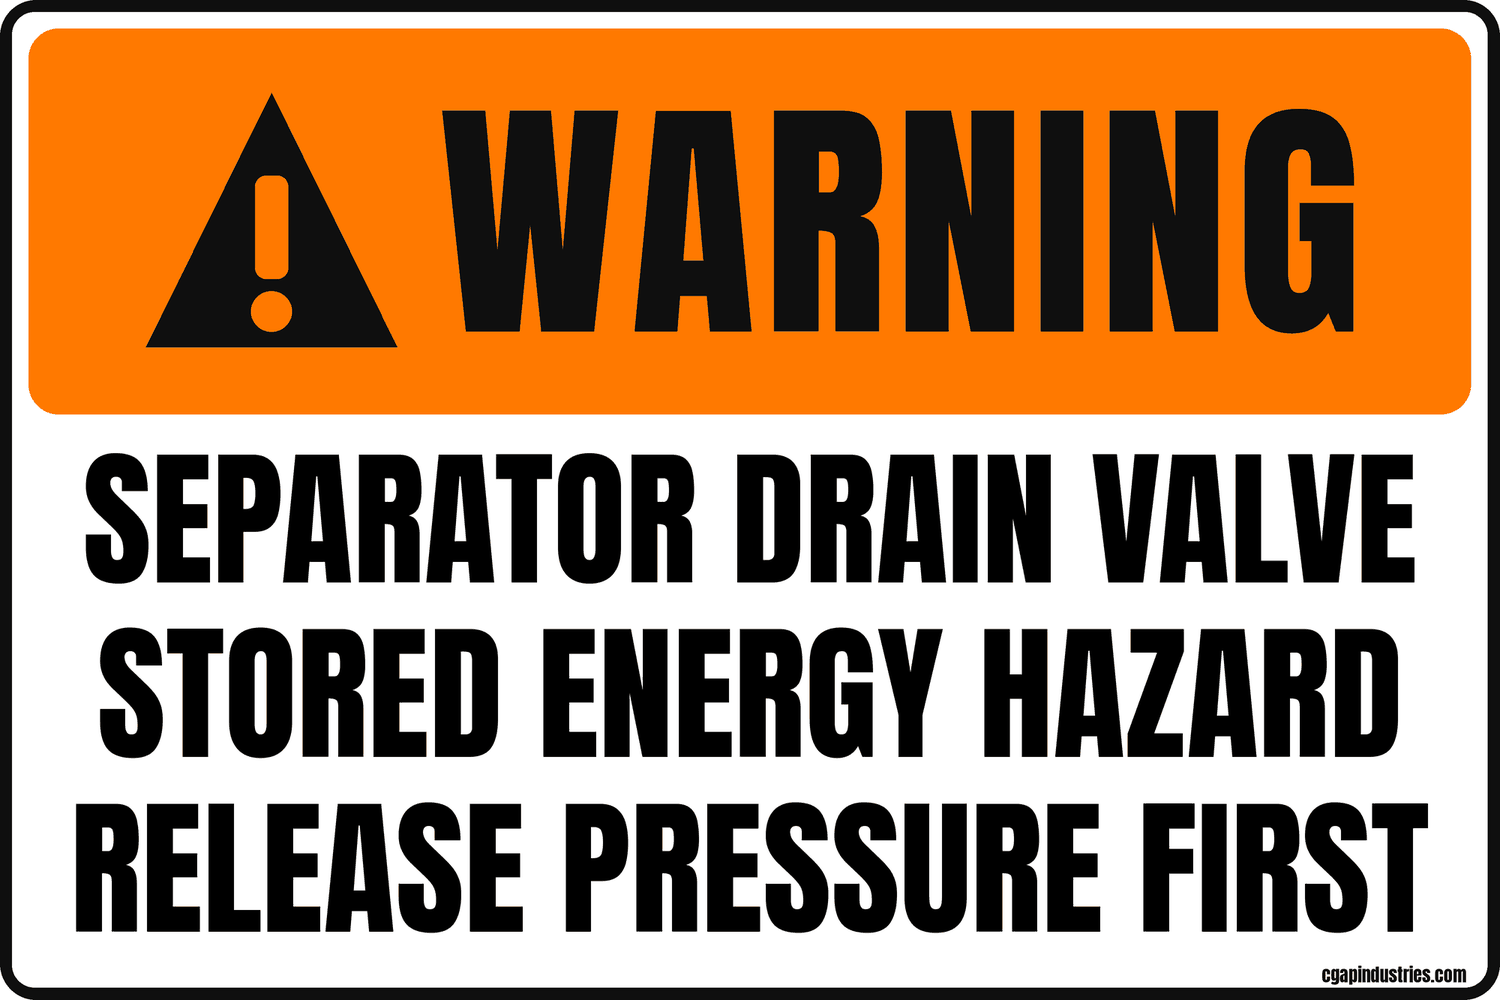 WARNING
SEPARATOR DRAIN VALVE
STORED ENERGY HAZARD
RELEASE PRESSURE FIRST
cgapindustries.com